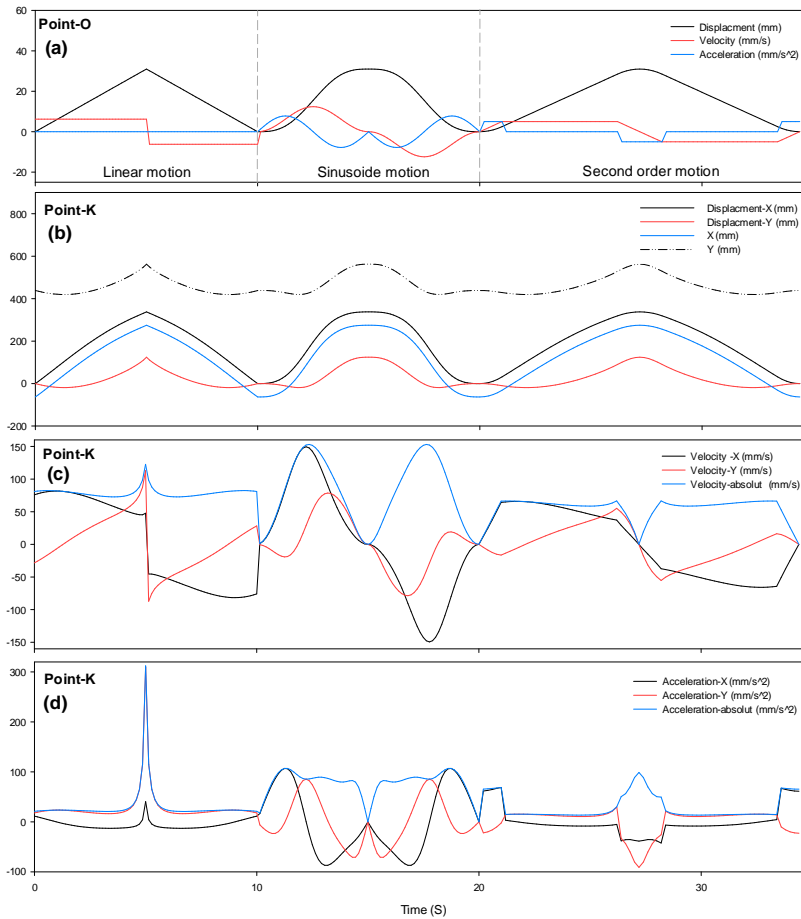 Point-O
(a)
60
40
20
0
-20
Displacment (mm)
Velocity (mm/s)
Acceleration (mm/s^2)
Linear motion
Sinusoide motion
Second order motion
Point-K
(b)
800
600
400
200
0
-200
Displacment-X (mm)
Displacment-Y (mm)
X (mm)
Y (mm)
Point-K
(c)
150
100
50
0
-50
-100
-150
Velocity -X (mm/s)
Velocity-Y (mm/s)
Velocity-absolut (mm/s)
Point-K
(d)
300
200
100
0
-100
Acceleration-X (mm/s^2)
Acceleration-Y (mm/s^2)
Acceleration-absolut (mm/s^2)
0 10 20 30
Time (S)